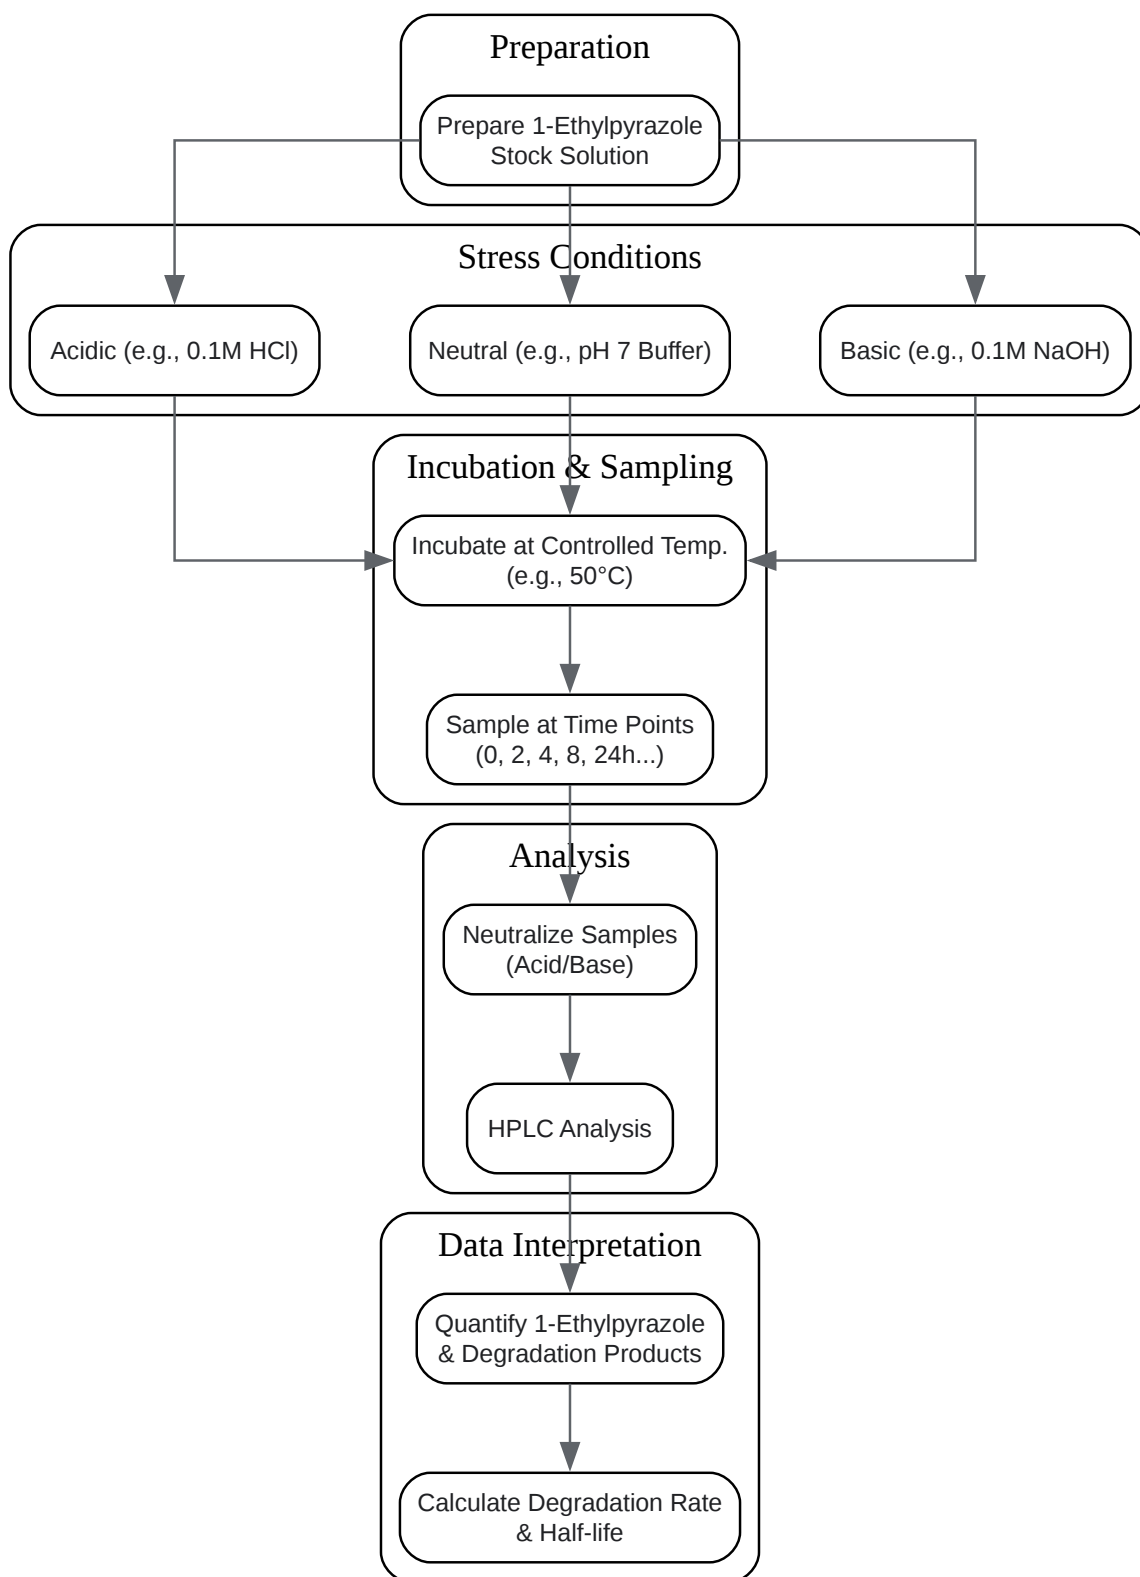 Preparation
Prepare 1-Ethylpyrazole
Stock Solution
Stress Conditions
Acidic (e.g., 0.1M HCl)
Neutral (e.g., pH 7 Buffer)
Basic (e.g., 0.1M NaOH)
Incubation & Sampling
Incubate at Controlled Temp.
(e.g., 50°C)
Sample at Time Points
(0, 2, 4, 8, 24h...)
Analysis
Neutralize Samples
(Acid/Base)
HPLC Analysis
Data Interpretation
Quantify 1-Ethylpyrazole
& Degradation Products
Calculate Degradation Rate
& Half-life